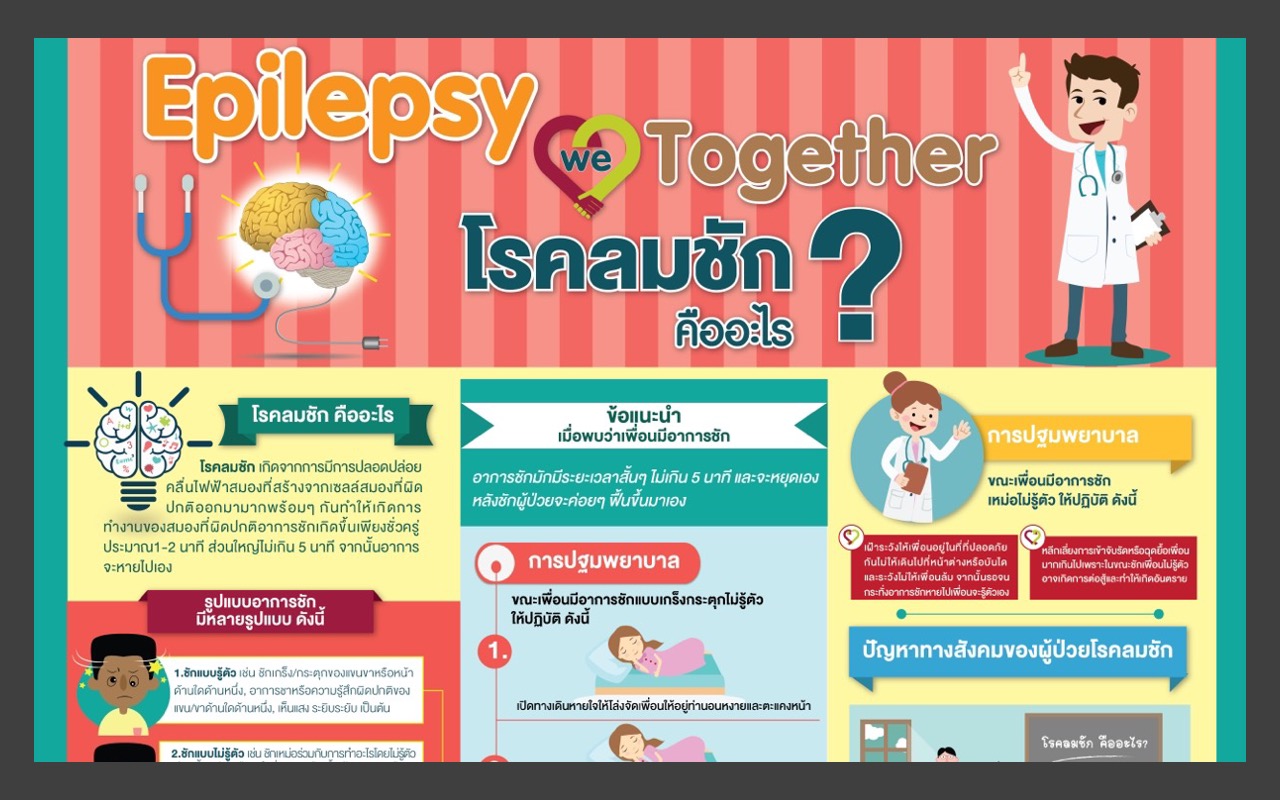 Epilepsy
we
Together
โรคลมชัก ?
คืออะไร
โรคลมชัก คืออะไร
โรคลมชัก เกิดจากการมีการปลอดปล่อย
คลื่นไฟฟ้าสมองที่สร้างจากเซลล์สมองที่ผิด
ปกติออกมามากพร้อมๆ กันทำให้เกิดการ
ทำงานของสมองที่ผิดปกติอาการชักเกิดขึ้นเพียงชั่วครู่
ประมาณ1-2 นาที ส่วนใหญ่ไม่เกิน 5 นาที จากนั้นอาการ
จะหายไปเอง
รูปแบบอาการชัก
มีหลายรูปแบบ ดังนี้
1.ชักแบบรู้ตัว เช่น ชักเกร็ง/กระตุกของแขนขาหรือหน้า
ด้านใดด้านหนึ่ง, อาการชาหรือความรู้สึกผิดปกติของ
แขน/ขาด้านใดด้านหนึ่ง, เห็นแสง ระยิบระยับ เป็นต้น
2.ชักแบบไม่รู้ตัว เช่น ชักเหม่อร่วมกับการทำอะไรโดยไม่รู้ตัว
ข้อแนะนำ
เมื่อพบว่าเพื่อนมีอาการชัก
อาการชักมักมีระยะเวลาสั้นๆ ไม่เกิน 5 นาที และจะหยุดเอง
หลังชักผู้ป่วยจะค่อยๆ ฟื้นขึ้นมาเอง
การปฐมพยาบาล
ขณะเพื่อนมีอาการชักแบบเกร็งกระตุกไม่รู้ตัว
ให้ปฏิบัติ ดังนี้
1.
เปิดทางเดินหายใจให้โล่งจัดเพื่อนให้อยู่ท่านอนหงายและตะแคงหน้า
การปฐมพยาบาล
ขณะเพื่อนมีอาการชัก
เหม่อไม่รู้ตัว ให้ปฏิบัติ ดังนี้
เฝ้าระวังให้เพื่อนอยู่ในที่ที่ปลอดภัย
กันไม่ให้เดินไปที่หน้าต่างหรือบันได
และระวังไม่ให้เพื่อนล้ม จากนั้นรอจน
กระทั่งอาการชักหายไปเพื่อนจะรู้ตัวเอง
หลีกเลี่ยงการเข้าจับรัดหรือฉุดยื้อเพื่อน
มากเกินไปเพราะในขณะชักเพื่อนไม่รู้ตัว
อาจเกิดการต่อสู้และทำให้เกิดอันตราย
ปัญหาทางสังคมของผู้ป่วยโรคลมชัก
โรคลมชัก คืออะไร?